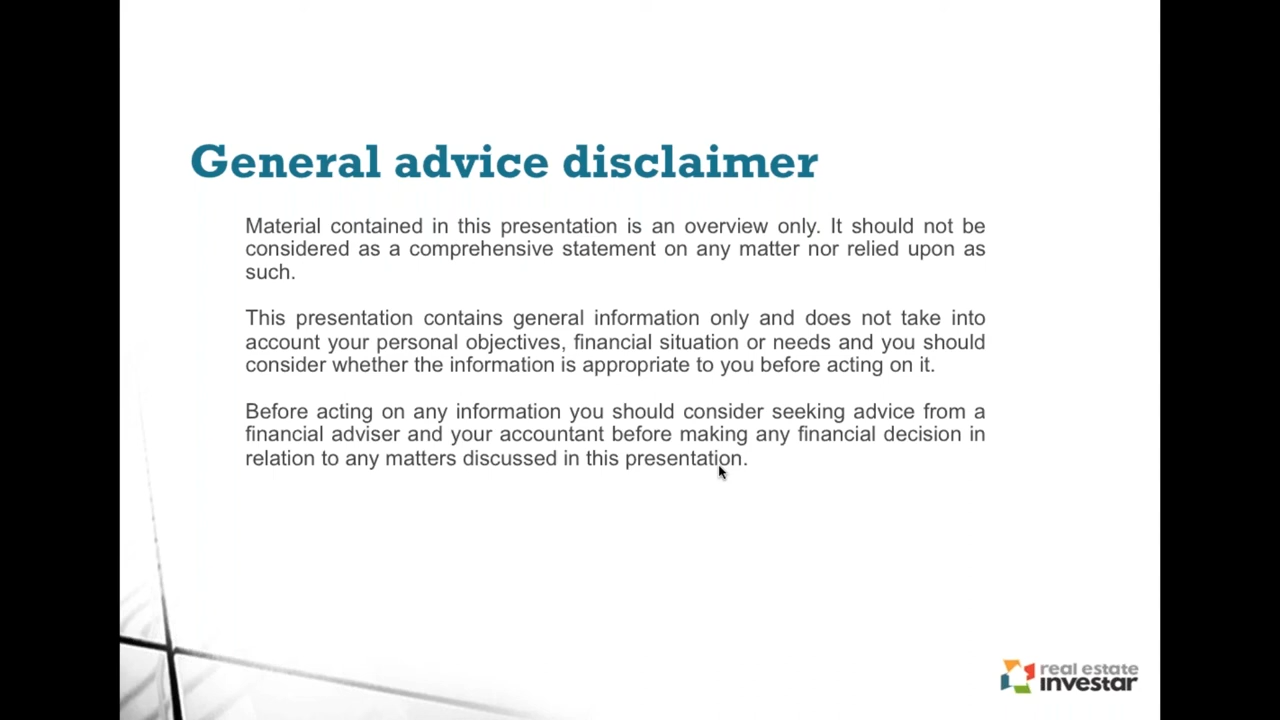 General advice disclaimer
Material contained in this presentation is an overview only. It should not be
considered as a comprehensive statement on any matter nor relied upon as
such.
This presentation contains general information only and does not take into
account your personal objectives, financial situation or needs and you should
consider whether the information is appropriate to you before acting on it.
Before acting on any information you should consider seeking advice from a
financial adviser and your accountant before making any financial decision in
relation to any matters discussed in this presentation.
real estate
investar